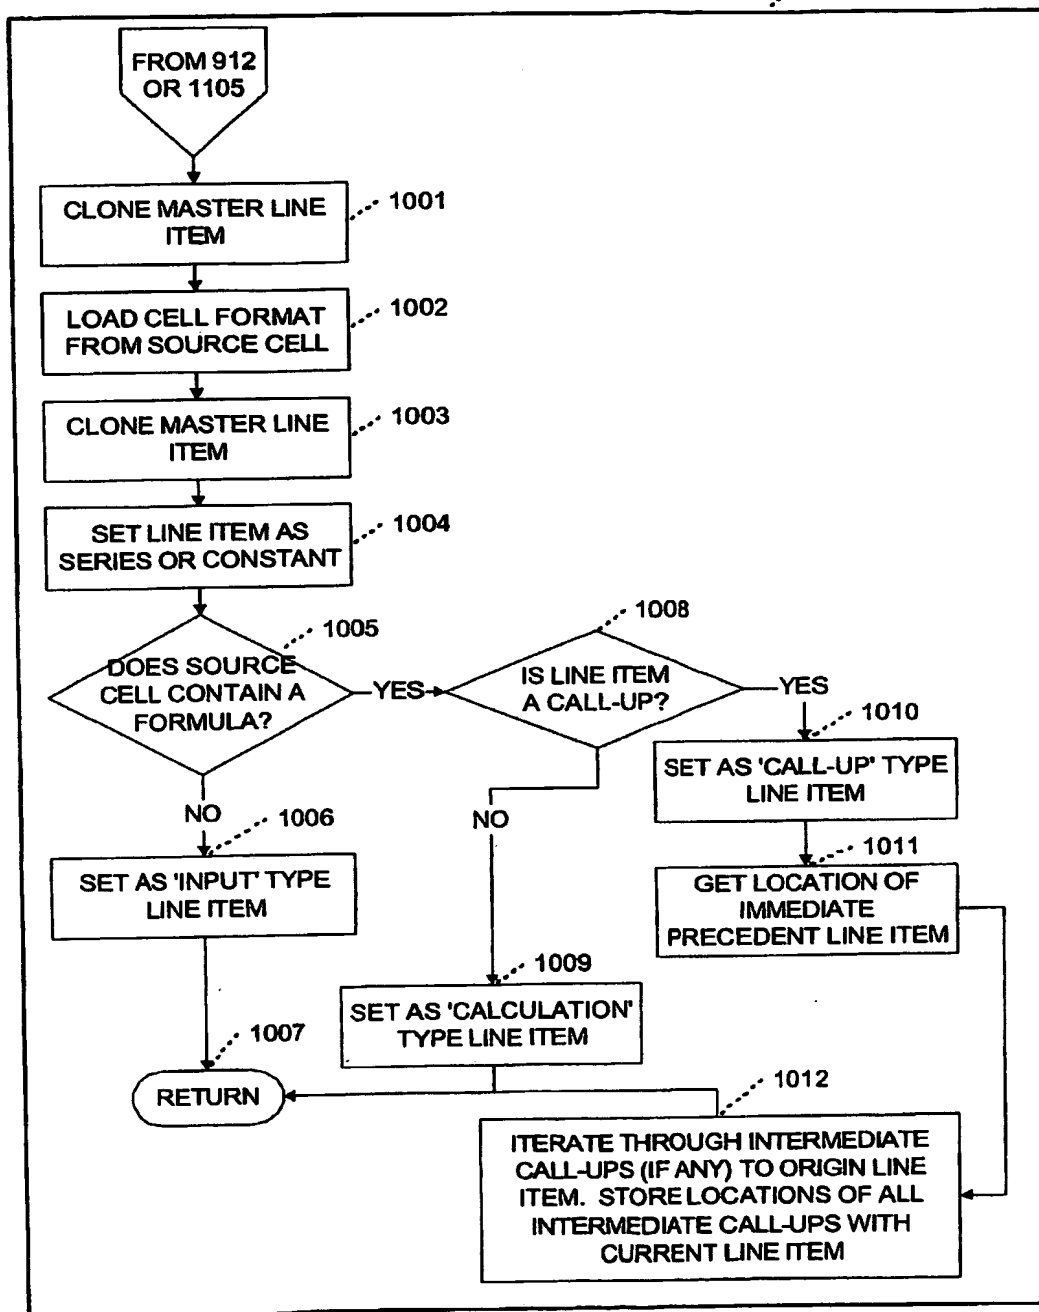 FROM 912
OR 1105
CLONE MASTER LINE
ITEM
1001
LOAD CELL FORMAT
FROM SOURCE CELL
1002
CLONE MASTER LINE
ITEM
1003
SET LINE ITEM AS
SERIES OR CONSTANT
1004
DOES SOURCE
CELL CONTAIN A
FORMULA?
1005
YES
IS LINE ITEM
A CALL-UP?
1008
YES
1010
SET AS 'CALL-UP' TYPE
LINE ITEM
NO
1006
SET AS 'INPUT' TYPE
LINE ITEM
NO
1011
GET LOCATION OF
IMMEDIATE
PRECEDENT LINE ITEM
1009
SET AS 'CALCULATION'
TYPE LINE ITEM
1007
RETURN
1012
ITERATE THROUGH INTERMEDIATE
CALL-UPS (IF ANY) TO ORIGIN LINE
ITEM. STORE LOCATIONS OF ALL
INTERMEDIATE CALL-UPS WITH
CURRENT LINE ITEM